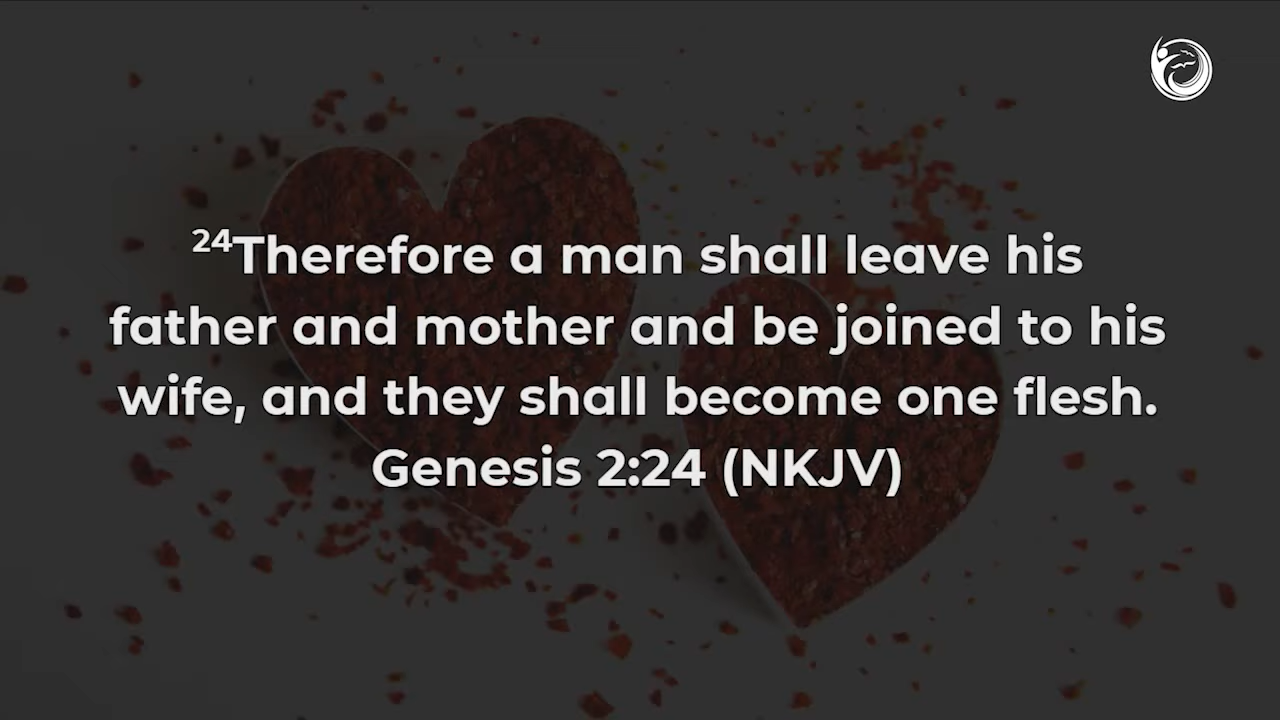 ²⁴Therefore a man shall leave his
father and mother and be joined to his
wife, and they shall become one flesh.
Genesis 2:24 (NKJV)